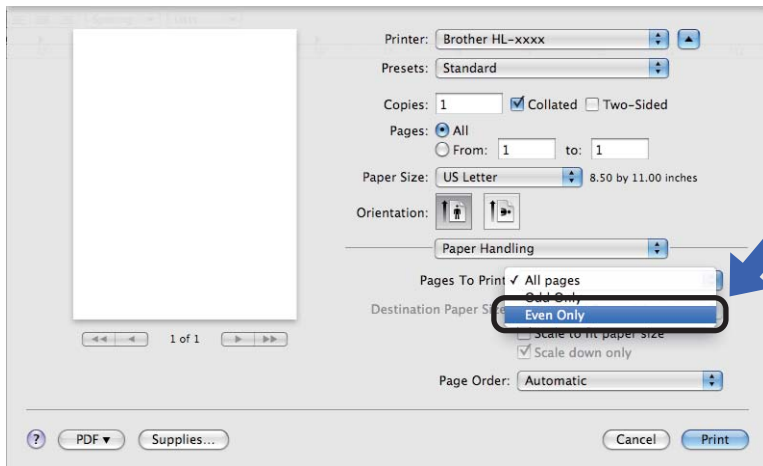 Printer: Brother HL-xxxx
Presets: Standard
Copies: 1 Collated Two-Sided
Pages: All
From: 1 to: 1
Paper Size: US Letter 8.50 by 11.00 inches
Orientation:
Paper Handling
Pages To Print ✓ All pages
Odd Only
Destination Paper Size Even Only
Scale to fit paper size
1 of 1
Scale down only
Page Order: Automatic
? PDF▼ Supplies... Cancel Print